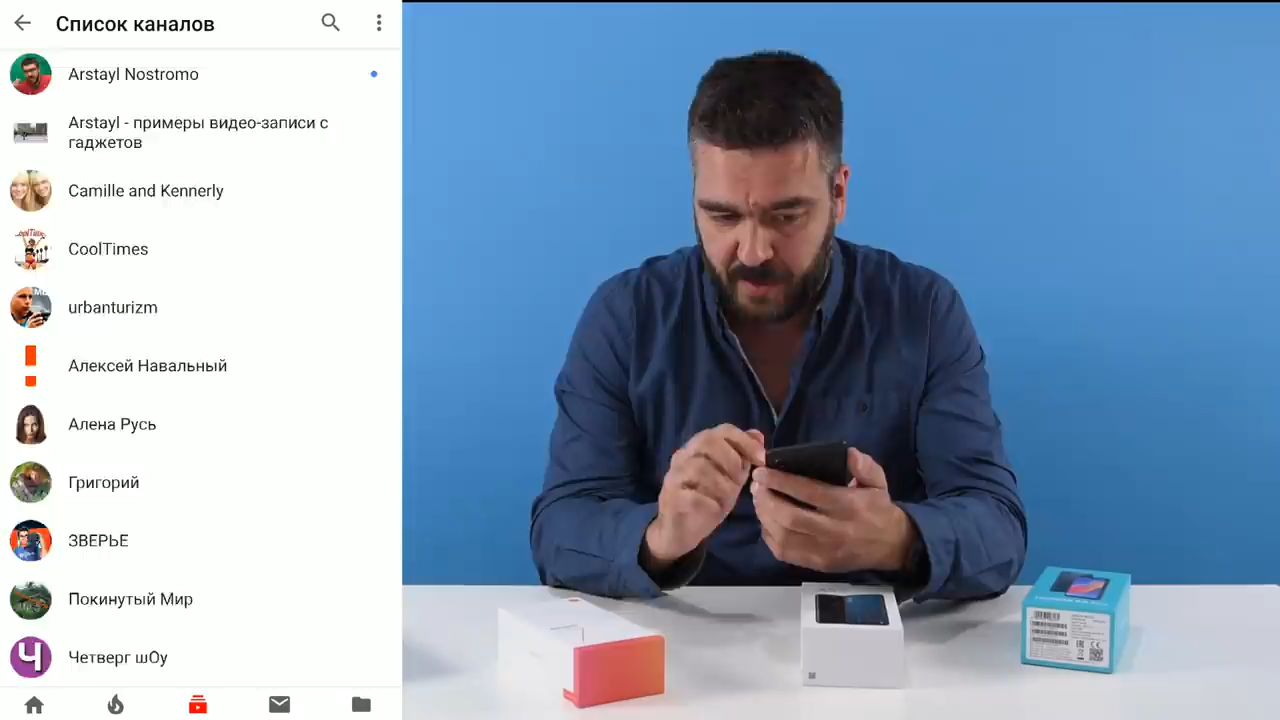 Список каналов
Arstayl Nostromo
Arstayl - примеры видео-записи с
гаджетов
Camille and Kennerly
CoolTimes
urbanturizm
Алексей Навальный
Алена Русь
Григорий
ЗВЕРЬЕ
Покинутый Мир
Четверг шОу